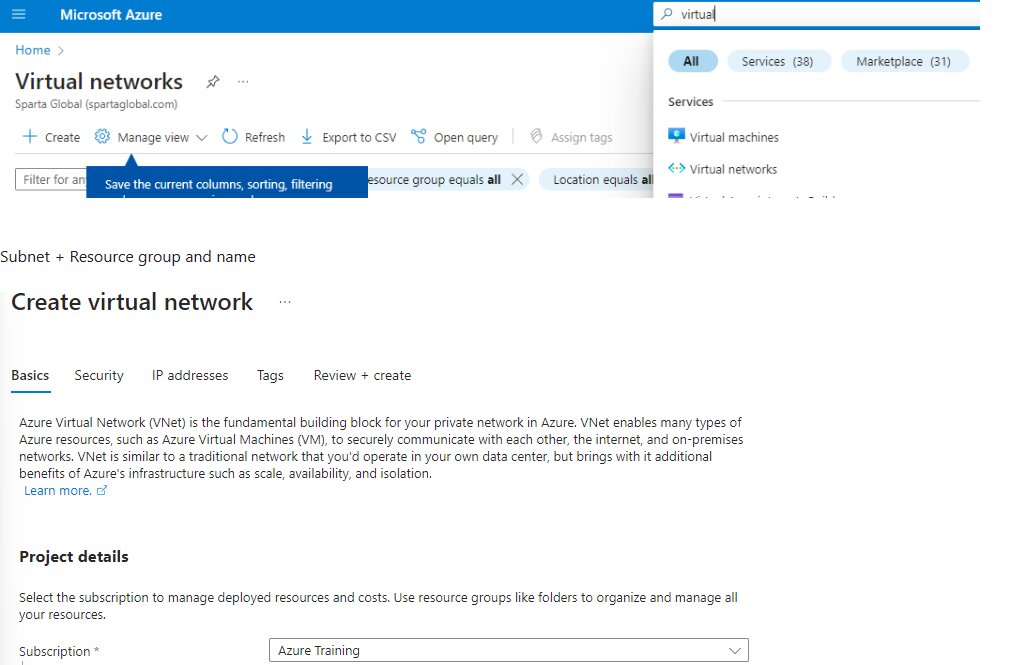 Microsoft Azure
virtual
Home
All
Services (38)
Marketplace (31)
Virtual networks
Sparta Global (spartaglobal.com)
Services
Create
Manage view
Refresh
Export to CSV
Open query
Assign tags
Virtual machines
Virtual networks
Filter for an
esource group equals all
Location equals all
Save the current columns, sorting, filtering
Subnet + Resource group and name
Create virtual network
Basics
Security
IP addresses
Tags
Review + create
Azure Virtual Network (VNet) is the fundamental building block for your private network in Azure. VNet enables many types of
Azure resources, such as Azure Virtual Machines (VM), to securely communicate with each other, the internet, and on-premises
networks. VNet is similar to a traditional network that you'd operate in your own data center, but brings with it additional
benefits of Azure's infrastructure such as scale, availability, and isolation.
Learn more.
Project details
Select the subscription to manage deployed resources and costs. Use resource groups like folders to organize and manage all
your resources.
Subscription *
Azure Training